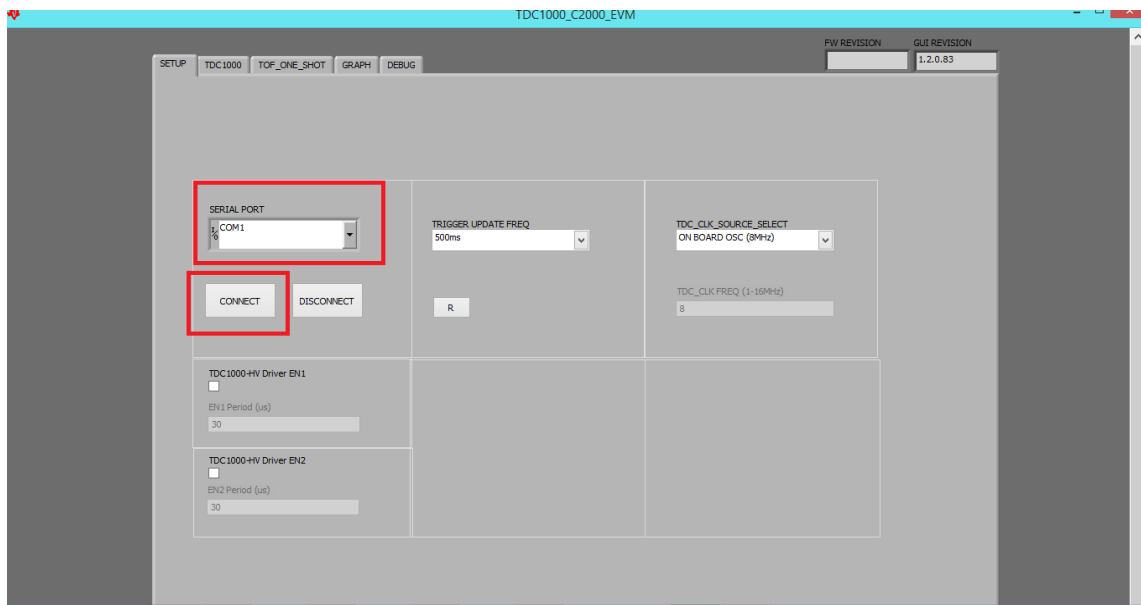 TDC1000_C2000_EVM
FW REVISION
GUI REVISION
1.2.0.83
SETUP
TDC1000
TOF_ONE_SHOT
GRAPH
DEBUG
SERIAL PORT
I/O COM1
CONNECT
DISCONNECT
TRIGGER UPDATE FREQ
500ms
R
TDC_CLK_SOURCE_SELECT
ON BOARD OSC (8MHz)
TDC_CLK FREQ (1-16MHz)
8
TDC1000-HV Driver EN1
EN1 Period (us)
30
TDC1000-HV Driver EN2
EN2 Period (us)
30